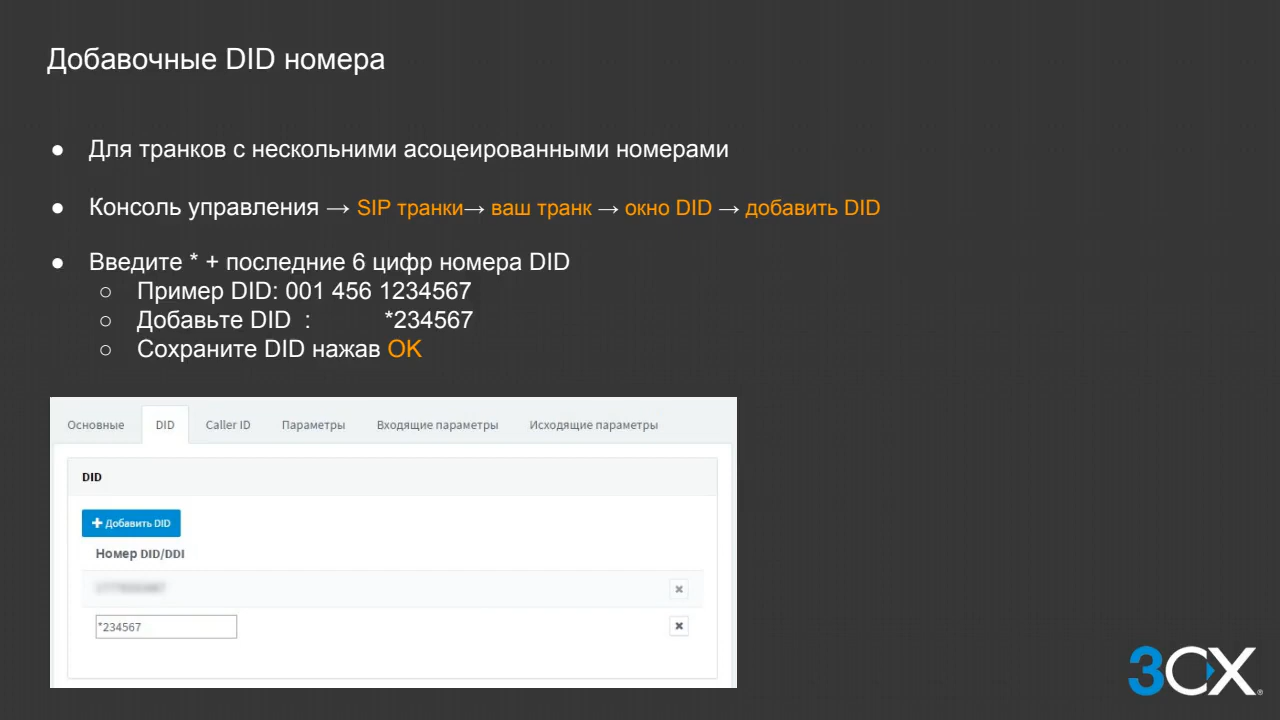 Добавочные DID номера
● Для транков с нескольними асоцеированными номерами
● Консоль управления → SIP транки→ ваш транк → окно DID → добавить DID
● Введите * + последние 6 цифр номера DID
○ Пример DID: 001 456 1234567
○ Добавьте DID : *234567
○ Сохраните DID нажав OK
Основные DID Caller ID Параметры Входящие параметры Исходящие параметры
DID
+ Добавить DID
Номер DID/DDI
*234567
3CX®